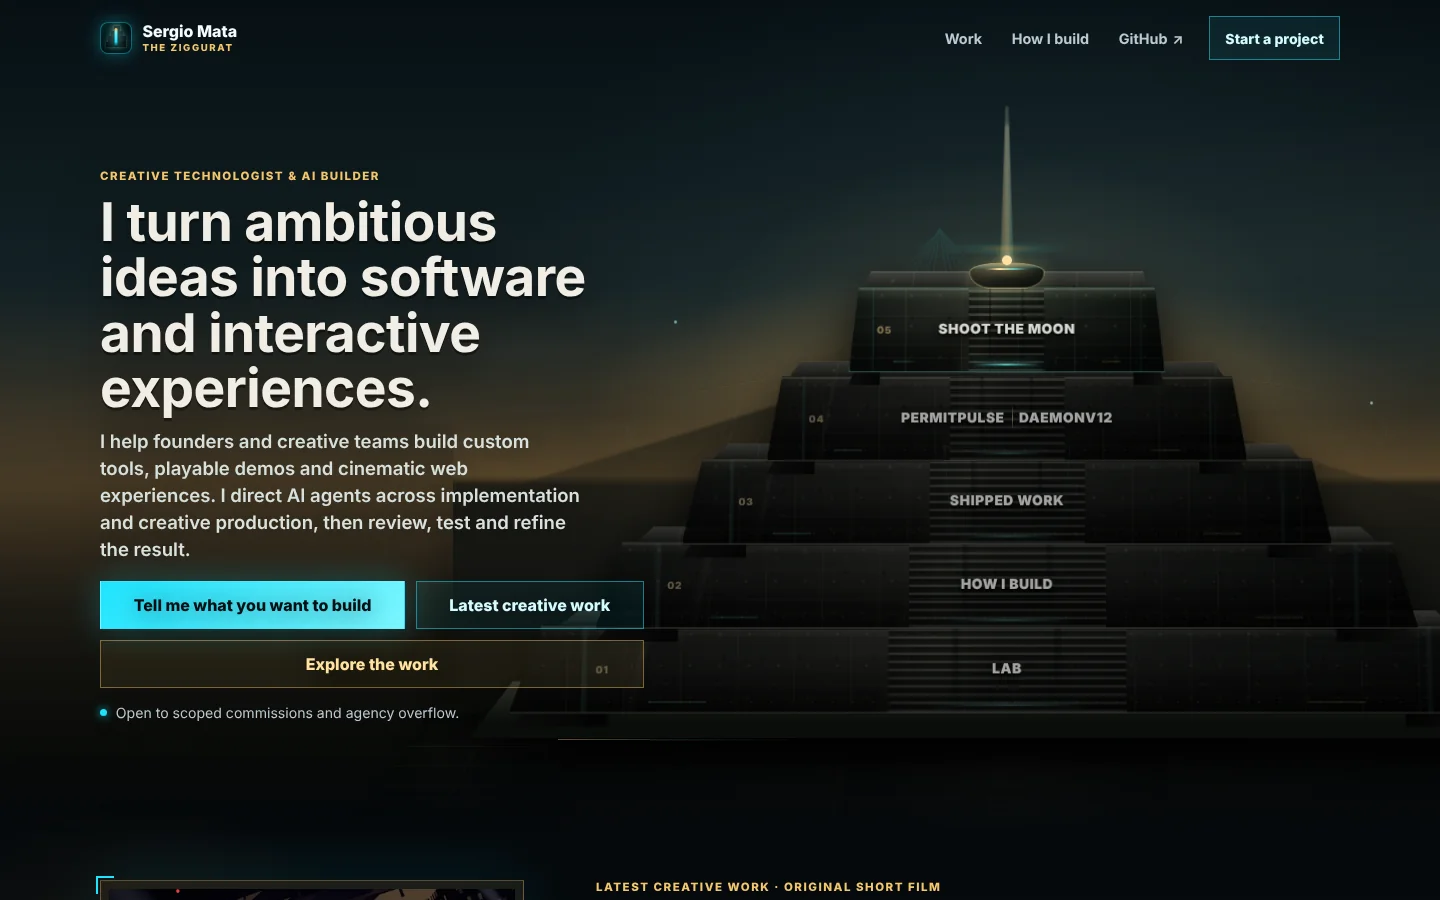 Sergio Mata
THE ZIGGURAT
Work
How I build
GitHub ↗
Start a project
CREATIVE TECHNOLOGIST & AI BUILDER
I turn ambitious
ideas into software
and interactive
experiences.
I help founders and creative teams build custom
tools, playable demos and cinematic web
experiences. I direct AI agents across implementation
and creative production, then review, test and refine
the result.
Tell me what you want to build
Latest creative work
Explore the work
Open to scoped commissions and agency overflow.
05 SHOOT THE MOON
04 PERMITPULSE DAEMONV12
03 SHIPPED WORK
02 HOW I BUILD
01 LAB
LATEST CREATIVE WORK · ORIGINAL SHORT FILM